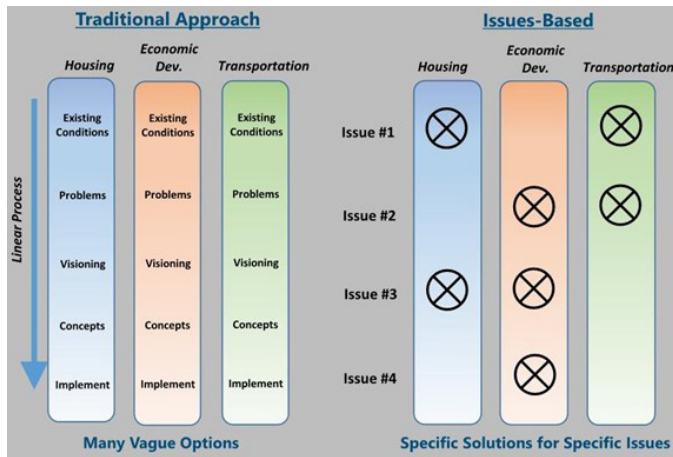 Traditional Approach
Housing
Economic
Dev.
Transportation
Linear Process
Existing
Conditions
Existing
Conditions
Existing
Conditions
Problems
Problems
Problems
Visioning
Visioning
Visioning
Concepts
Concepts
Concepts
Implement
Implement
Implement
Many Vague Options
Issues-Based
Housing
Economic
Dev.
Transportation
Issue #1
Issue #2
Issue #3
Issue #4
Specific Solutions for Specific Issues